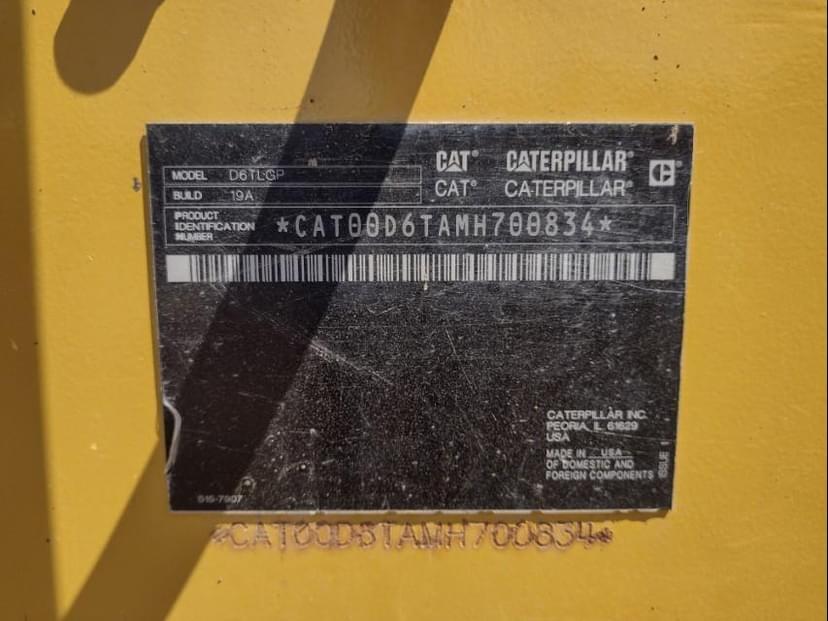 CAT® CATERPILLAR®
CAT® CATERPILLAR®
MODEL D6TLGP
BUILD 19A
PRODUCT
IDENTIFICATION
NUMBER
*CAT00D6TAMH700834*
CATERPILLAR INC.
PEORIA, IL 61629
USA
MADE IN USA
OF DOMESTIC AND
FOREIGN COMPONENTS
ISSUE 1
515-7907
*CAT00D6TAMH700834*